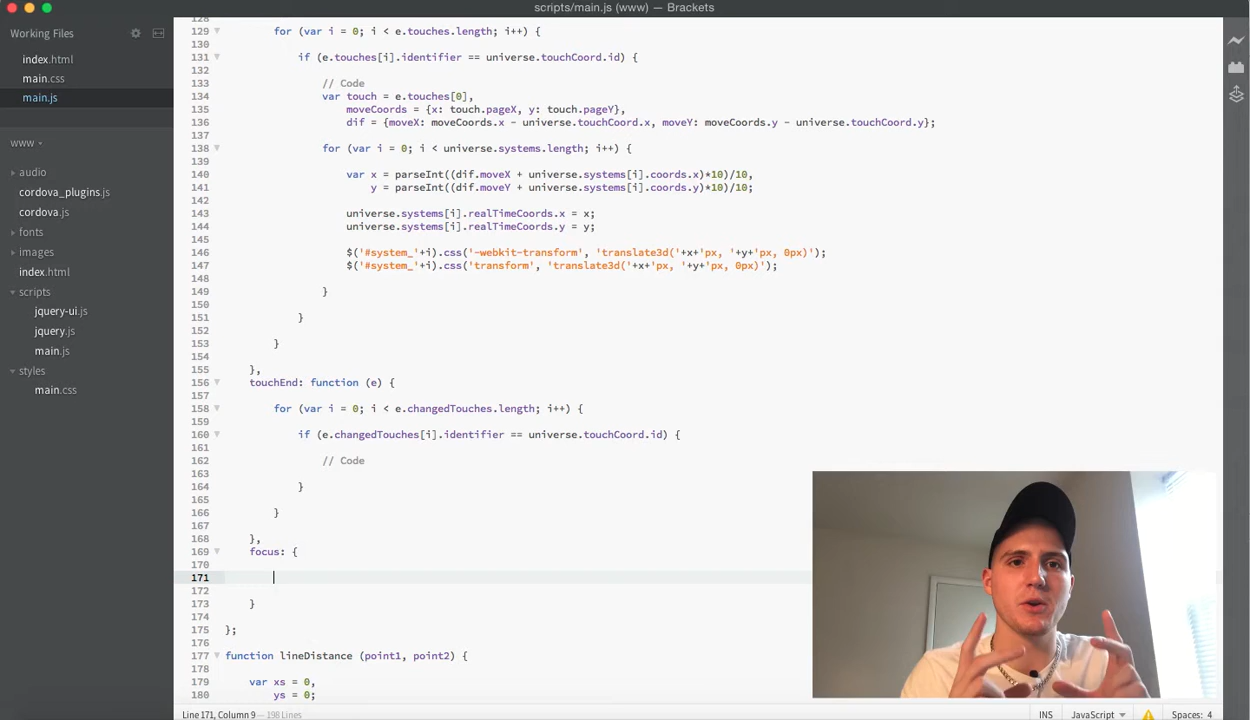 scripts/main.js (www) — Brackets
Working Files
index.html
main.css
main.js
www
audio
cordova_plugins.js
cordova.js
fonts
images
index.html
scripts
jquery-ui.js
jquery.js
main.js
styles
main.css
128
129 for (var i = 0; i < e.touches.length; i++) {
130
131 if (e.touches[i].identifier == universe.touchCoord.id) {
132
133 // Code
134 var touch = e.touches[0],
135 moveCoords = {x: touch.pageX, y: touch.pageY},
136 dif = {moveX: moveCoords.x - universe.touchCoord.x, moveY: moveCoords.y - universe.touchCoord.y};
137
138 for (var i = 0; i < universe.systems.length; i++) {
139
140 var x = parseInt((dif.moveX + universe.systems[i].coords.x)*10)/10,
141 y = parseInt((dif.moveY + universe.systems[i].coords.y)*10)/10;
142
143 universe.systems[i].realTimeCoords.x = x;
144 universe.systems[i].realTimeCoords.y = y;
145
146 $('#system_'+i).css('-webkit-transform', 'translate3d('+x+'px, '+y+'px, 0px)');
147 $('#system_'+i).css('transform', 'translate3d('+x+'px, '+y+'px, 0px)');
148
149 }
150
151 }
152
153 }
154
155 },
156 touchEnd: function (e) {
157
158 for (var i = 0; i < e.changedTouches.length; i++) {
159
160 if (e.changedTouches[i].identifier == universe.touchCoord.id) {
161
162 // Code
163
164 }
165
166 }
167
168 },
169 focus: {
170
171
172
173 }
174
175 };
176
177 function lineDistance (point1, point2) {
178
179 var xs = 0,
180 ys = 0;
Line 171, Column 9 — 198 Lines
INS JavaScript Spaces: 4